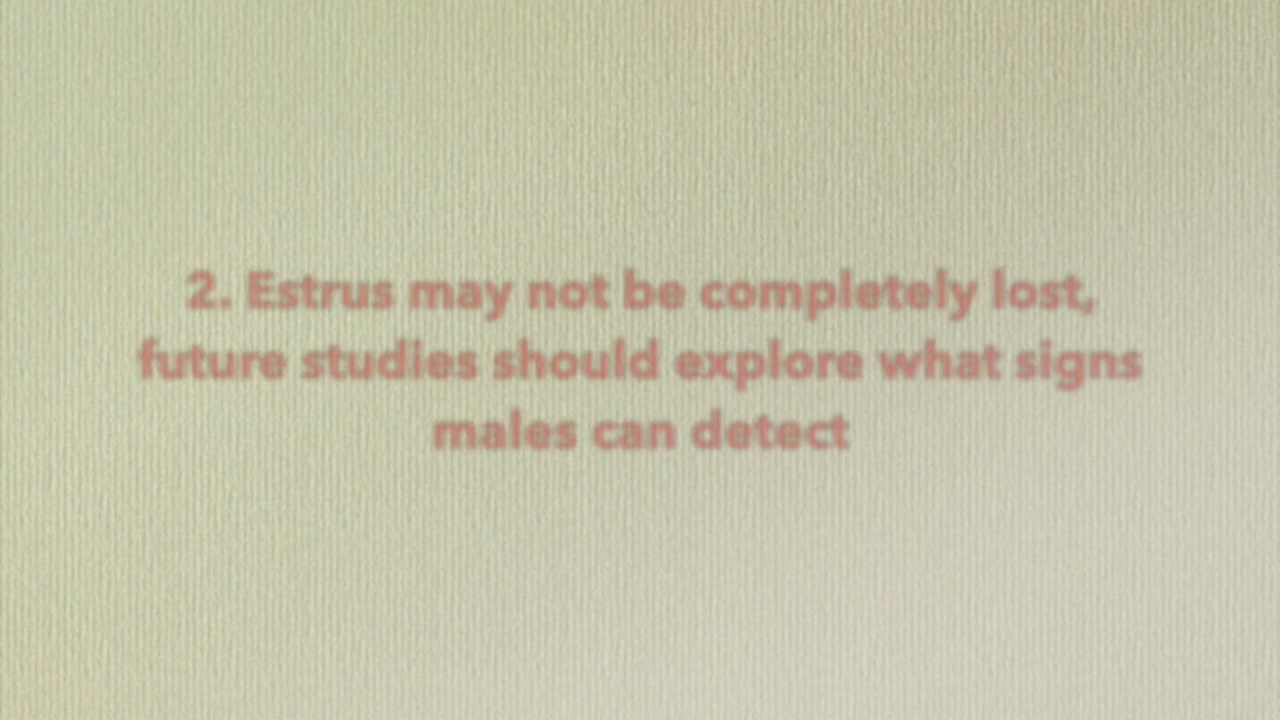 2. Estrus may not be completely lost,
future studies should explore what signs
males can detect